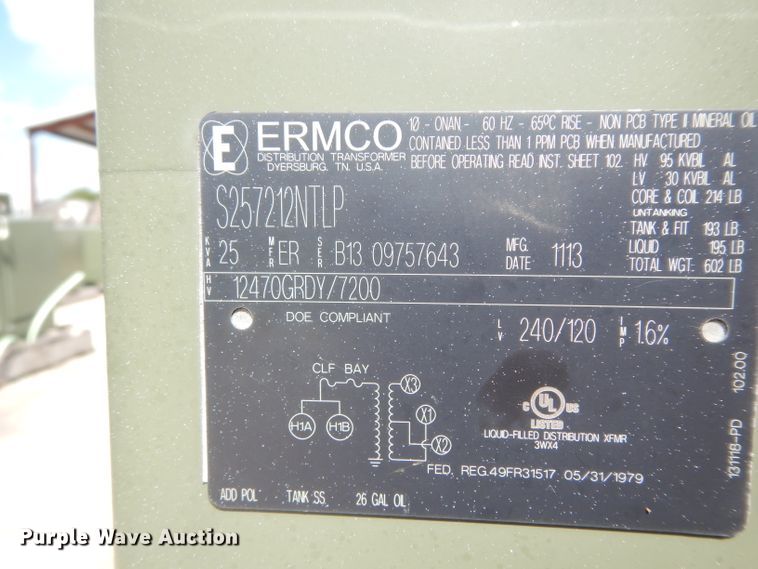 E ERMCO
DISTRIBUTION TRANSFORMER
DYERSBURG, TN. U.S.A.
1Ø - ONAN - 60 HZ - 65ºC RISE - NON PCB TYPE II MINERAL OIL
CONTAINED LESS THAN 1 PPM PCB WHEN MANUFACTURED
BEFORE OPERATING READ INST. SHEET 102. HV 95 KVBIL AL
LV 30 KVBIL AL
S257212NTLP
CORE & COIL 214 LB
UNTANKING
TANK & FIT 193 LB
LIQUID 195 LB
TOTAL WGT: 602 LB
KVA 25 MFR ER SER B13 09757643 MFG. DATE 1113
HV 12470GRDY/7200
DOE COMPLIANT
LV 240/120 IMP 1.6%
CLF BAY
H1A H1B X3 X1 X2
C UL US
LISTED
LIQUID-FILLED DISTRIBUTION XFMR
3WX4
FED. REG.49FR31517 05/31/1979
ADD POL TANK SS 26 GAL OIL
131118-PD 102.00
Purple Wave Auction